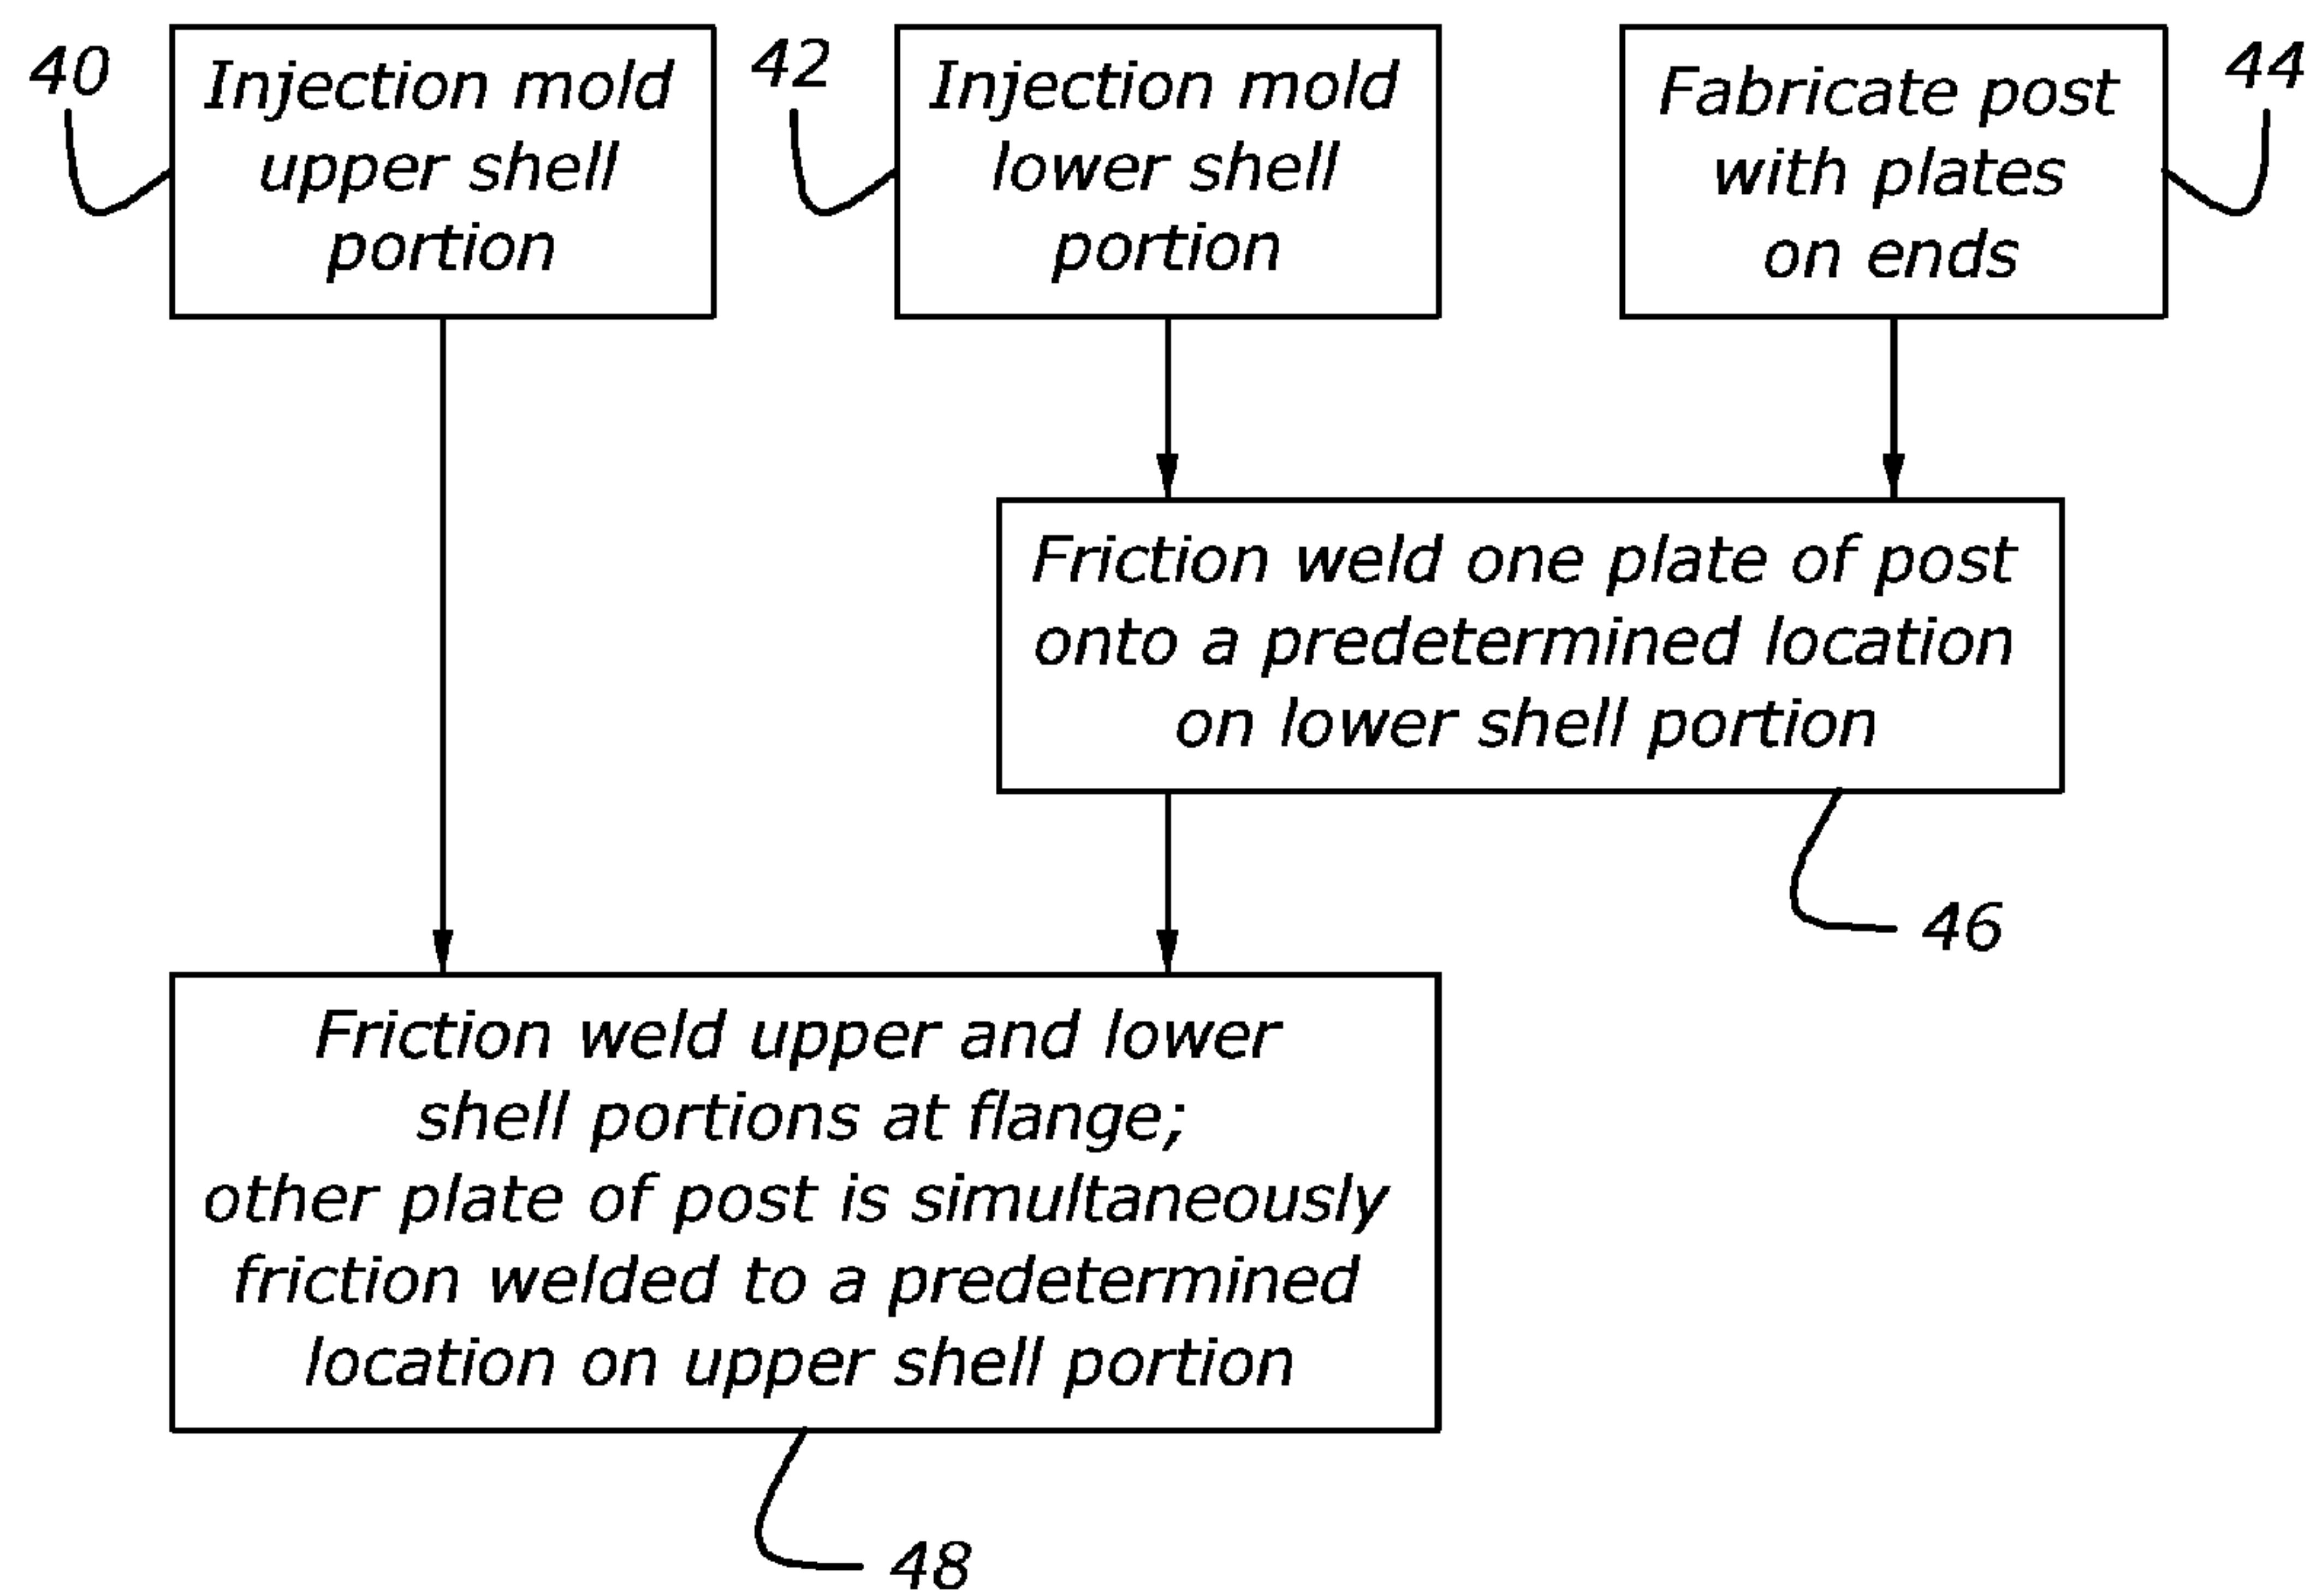 40
Injection mold
upper shell
portion
42
Injection mold
lower shell
portion
Fabricate post
with plates
on ends
44
Friction weld one plate of post
onto a predetermined location
on lower shell portion
46
Friction weld upper and lower
shell portions at flange;
other plate of post is simultaneously
friction welded to a predetermined
location on upper shell portion
48